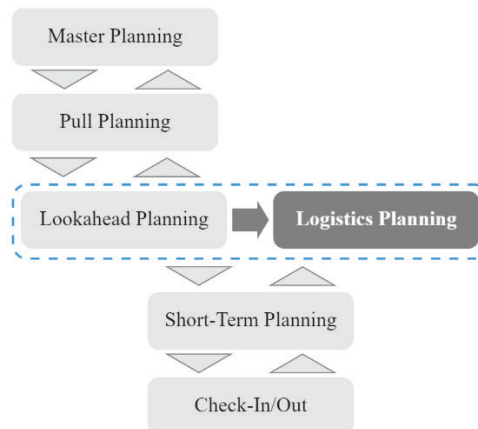 Master Planning
Pull Planning
Lookahead Planning
Logistics Planning
Short-Term Planning
Check-In/Out